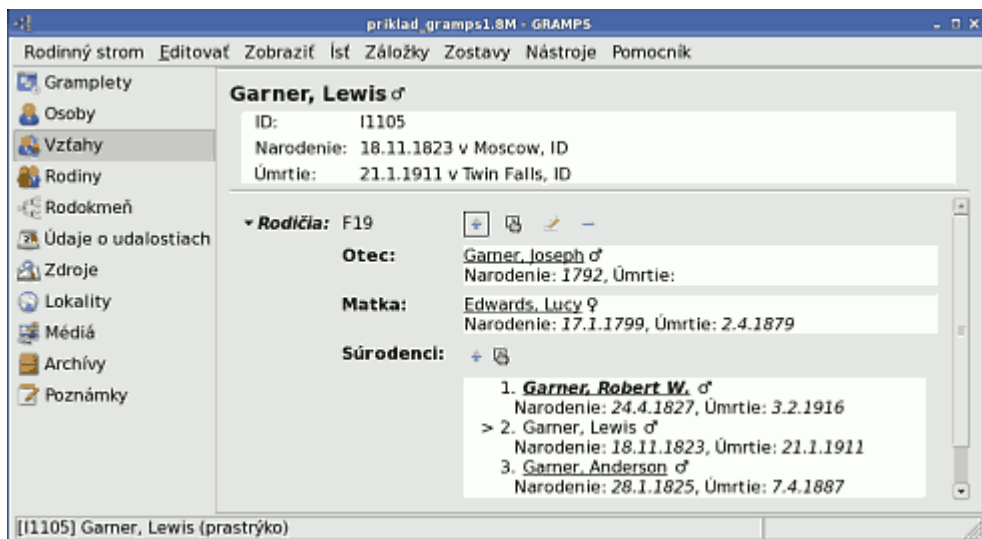 priklad_gramps1.8M - GRAMPS
Rodinný strom Editovať Zobraziť Ísť Záložky Zostavy Nástroje Pomocník
Gramplety
Osoby
Vzťahy
Rodiny
Rodokmeň
Údaje o udalostiach
Zdroje
Lokality
Médiá
Archívy
Poznámky
Garner, Lewis ♂
ID: I1105
Narodenie: 18.11.1823 v Moscow, ID
Úmrtie: 21.1.1911 v Twin Falls, ID
Rodičia: F19
Otec: Garner, Joseph ♂
Narodenie: 1792, Úmrtie:
Matka: Edwards, Lucy ♀
Narodenie: 17.1.1799, Úmrtie: 2.4.1879
Súrodenci:
1. Garner, Robert W. ♂
Narodenie: 24.4.1827, Úmrtie: 3.2.1916
> 2. Garner, Lewis ♂
Narodenie: 18.11.1823, Úmrtie: 21.1.1911
3. Garner, Anderson ♂
Narodenie: 28.1.1825, Úmrtie: 7.4.1887
[I1105] Garner, Lewis (prastrýko)